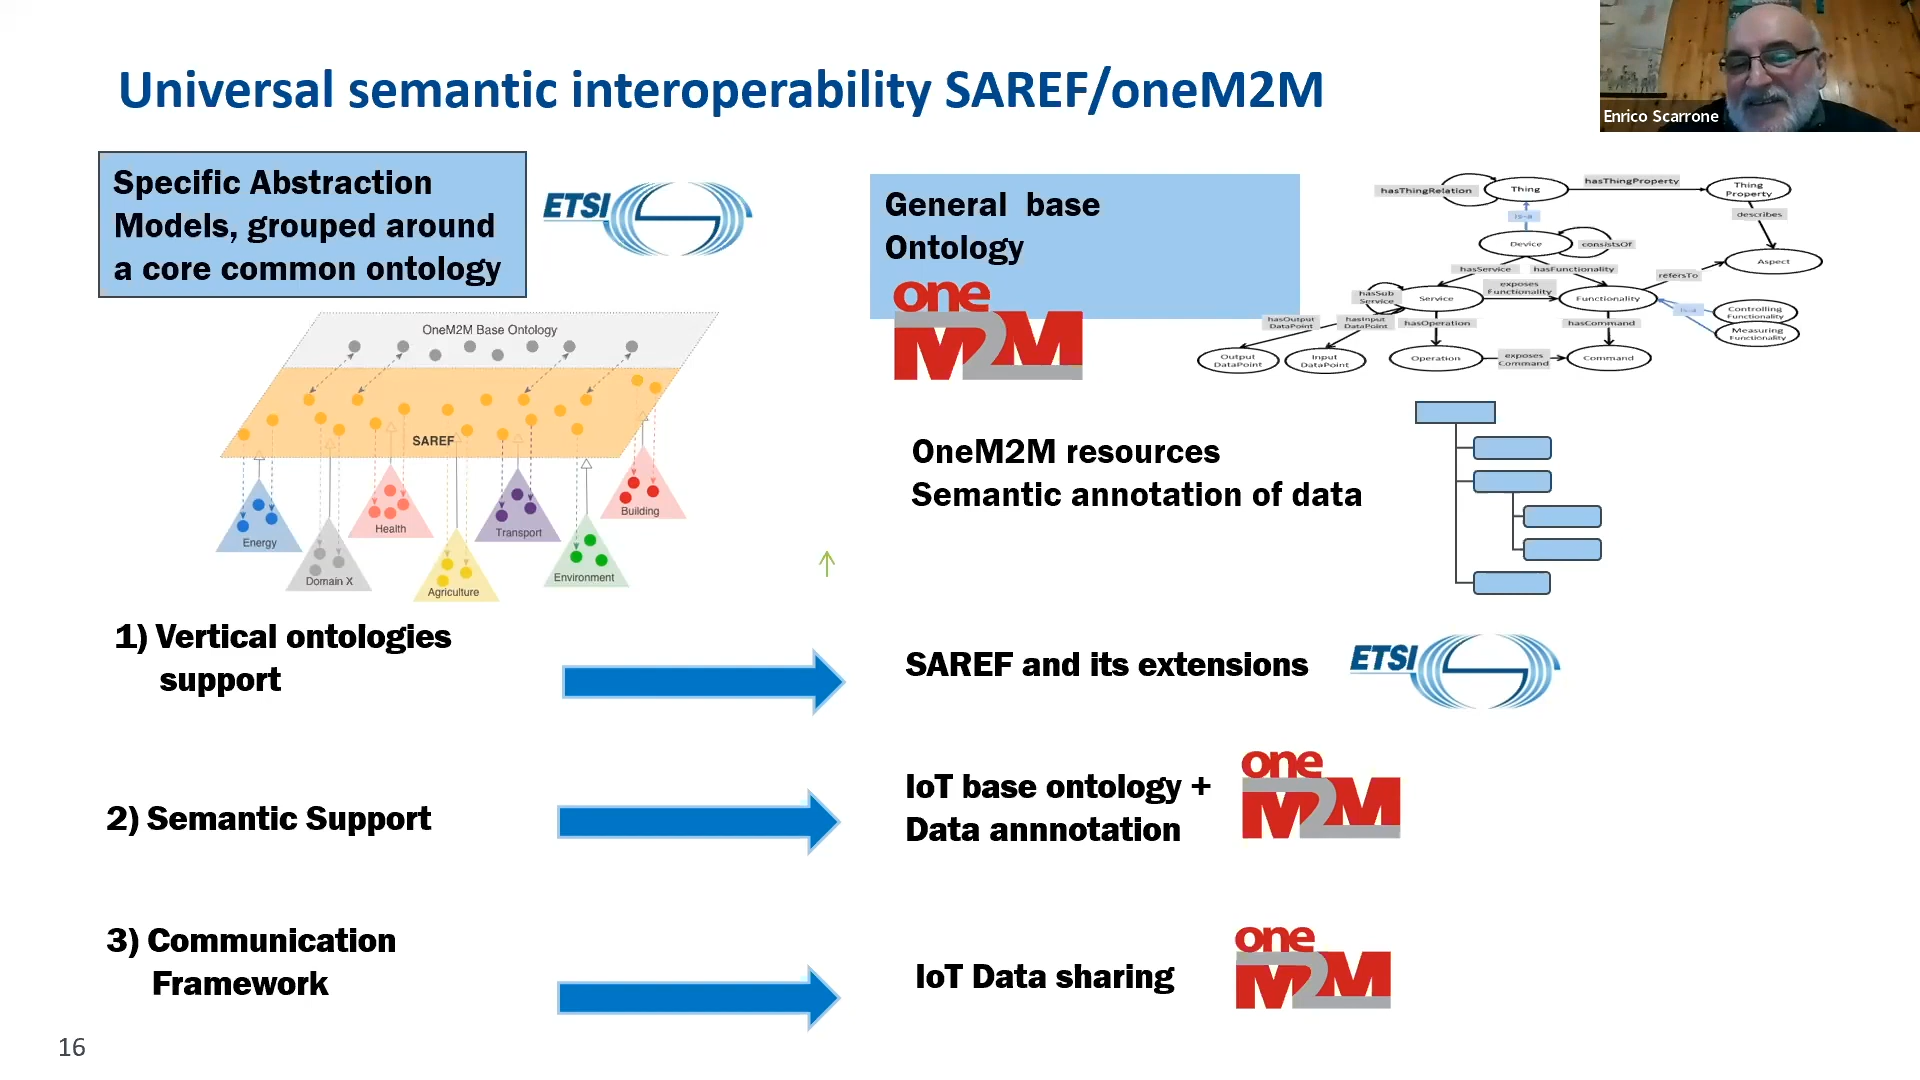 Universal semantic interoperability SAREF/oneM2M
Enrico Scarrone
Specific Abstraction
Models, grouped around
a core common ontology
ETSI
General base
Ontology
one
M2M
hasThingRelation
Thing
hasThingProperty
Thing
Property
is-a
describes
Device
consistsOf
Aspect
hasService
hasFunctionality
refersTo
hasSub
Service
Service
exposes
Functionality
Functionality
is-a
Controlling
Functionality
Measuring
Functionality
hasOutput
DataPoint
hasInput
DataPoint
hasOperation
hasCommand
Output
DataPoint
Input
DataPoint
Operation
exposes
Command
Command
OneM2M Base Ontology
SAREF
Energy
Domain X
Health
Agriculture
Transport
Environment
Building
OneM2M resources
Semantic annotation of data
1) Vertical ontologies
support
SAREF and its extensions
ETSI
2) Semantic Support
IoT base ontology +
Data annnotation
one
M2M
3) Communication
Framework
IoT Data sharing
one
M2M
16